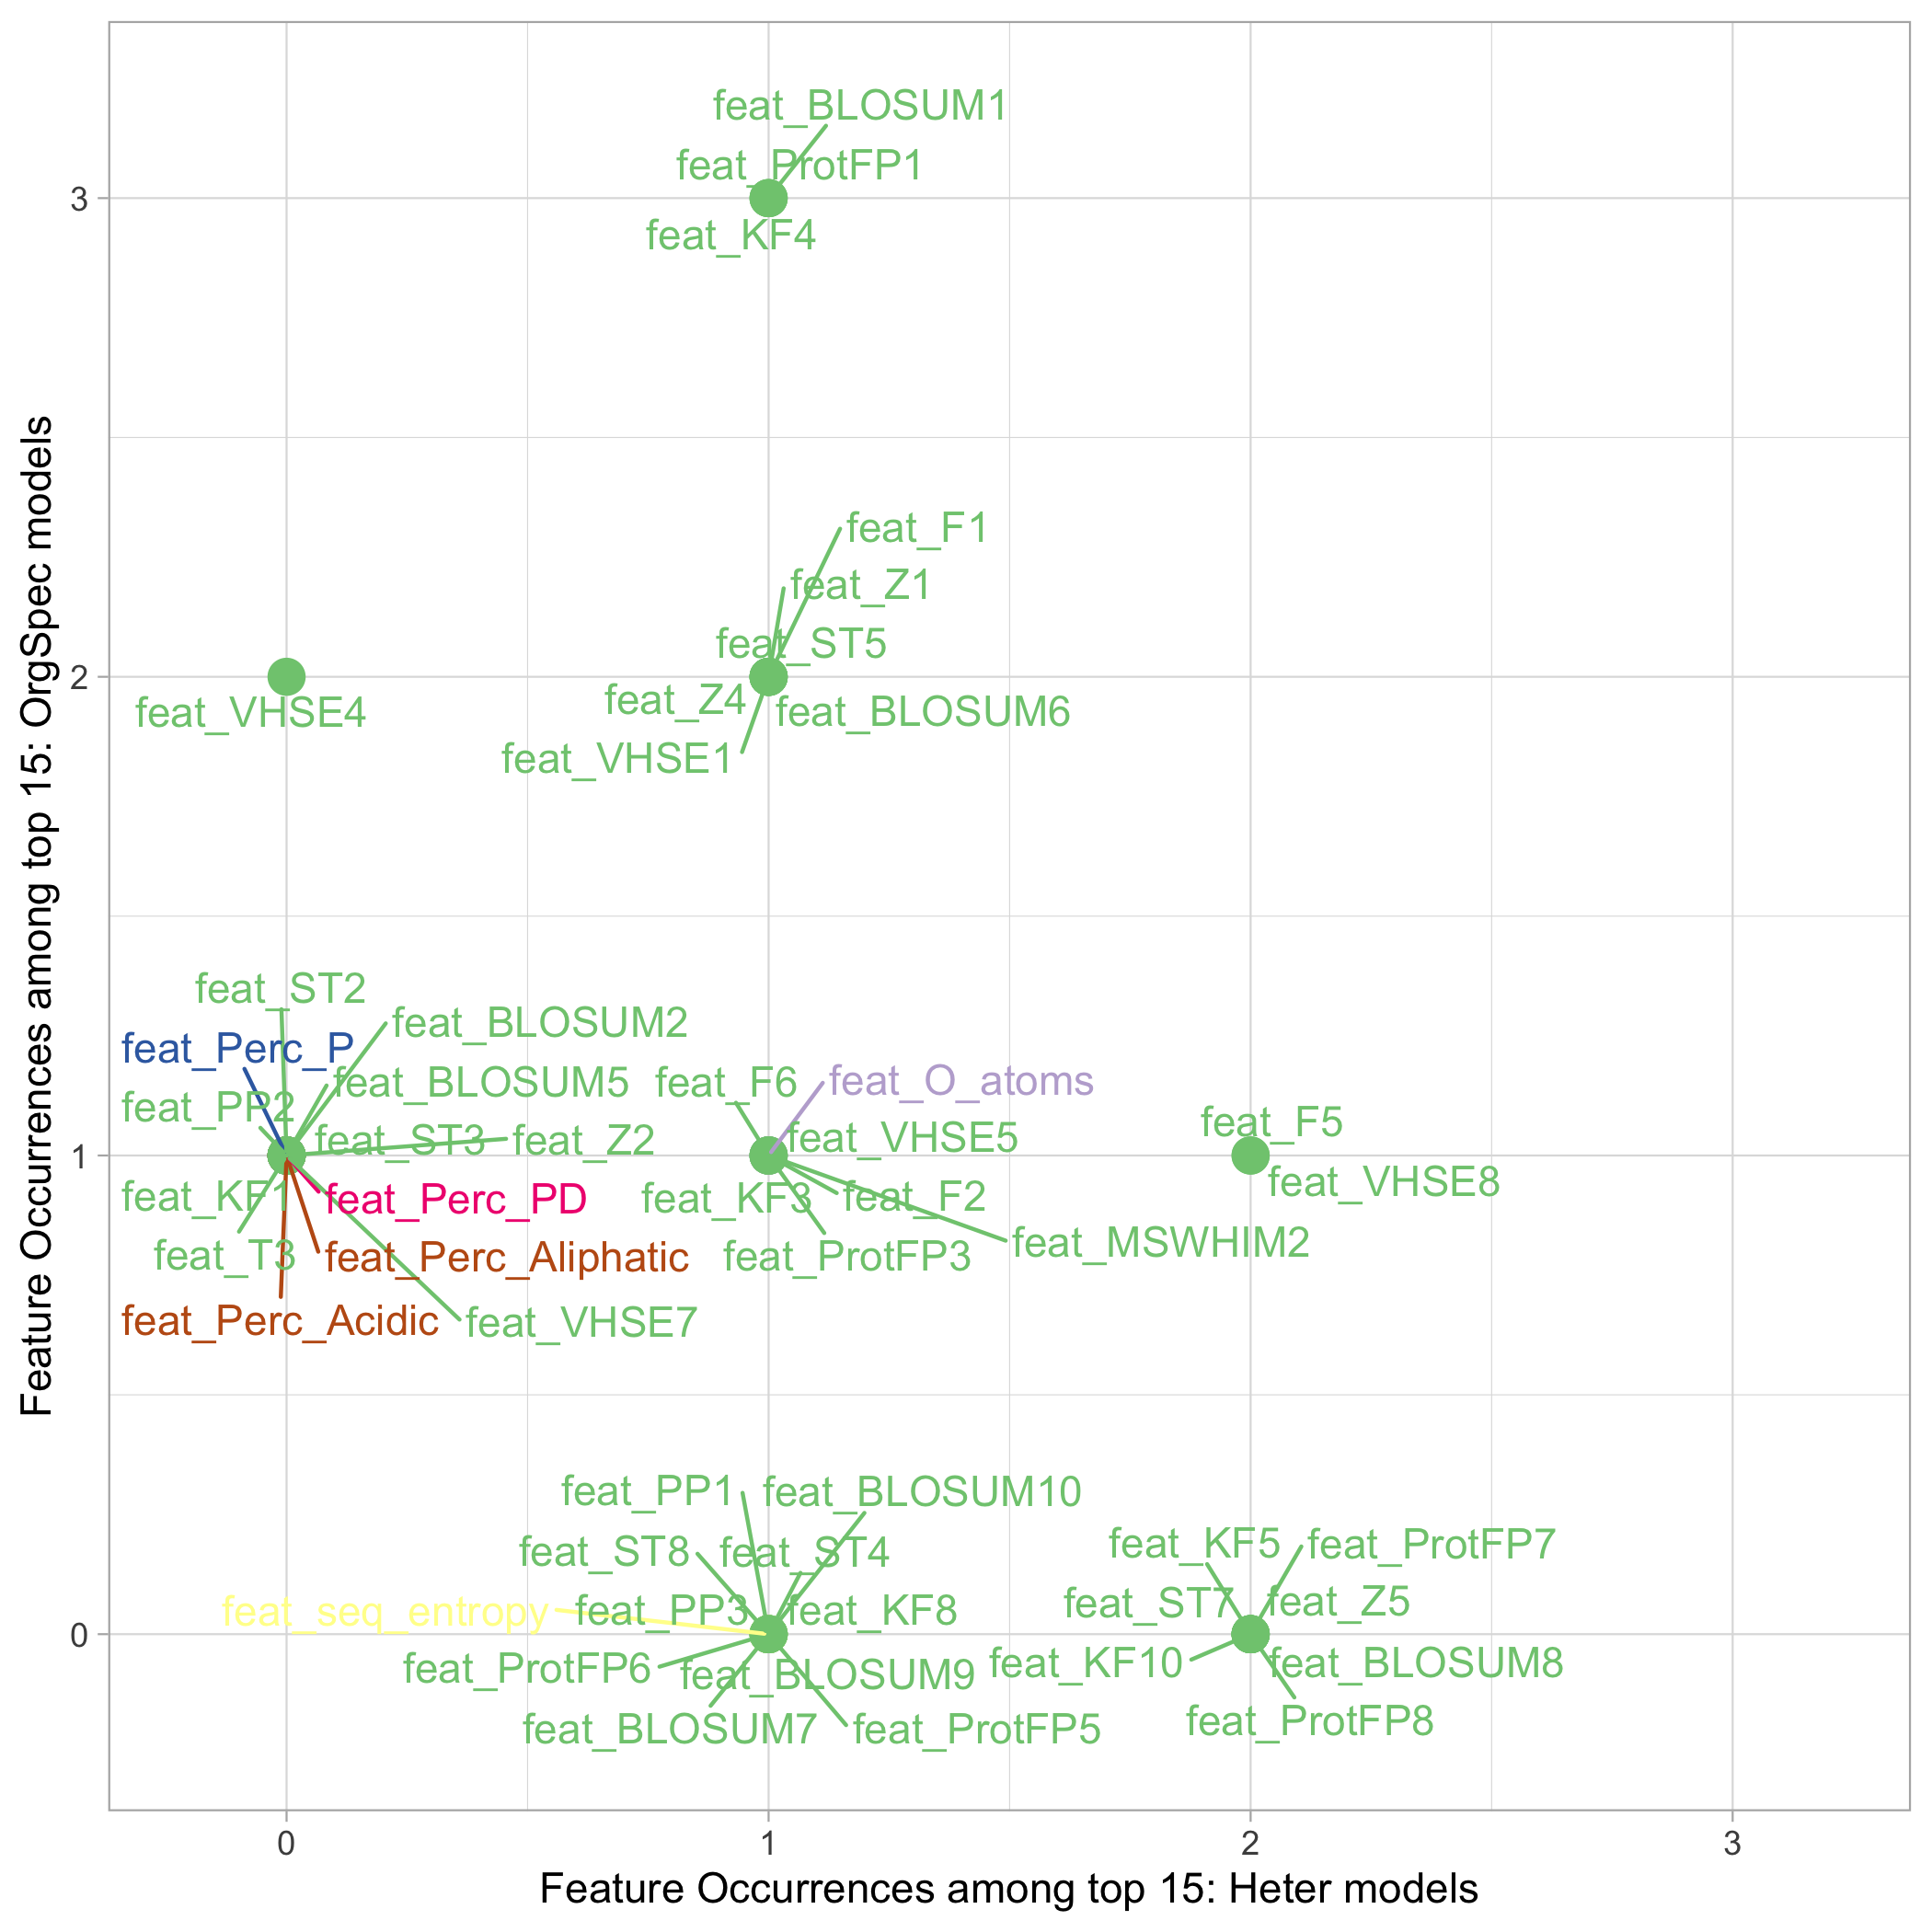 feat_BLOSUM1
feat_ProtFP1
3
feat_KF4
feat_F1
feat_Z1
feat_ST5
2
feat_Z4
feat_BLOSUM6
feat_VHSE4
feat_VHSE1
Feature Occurrences among top 15: OrgSpec models
feat_ST2
feat_BLOSUM2
feat_Perc_P
feat_BLOSUM5
feat_F6
feat_O_atoms
feat_PP2
feat_F5
feat_ST3
feat_Z2
feat_VHSE5
1
feat_VHSE8
feat_KF1
feat_Perc_PD
feat_KF3
feat_F2
feat_T3
feat_Perc_Aliphatic
feat_ProtFP3
feat_MSWHIM2
feat_Perc_Acidic
feat_VHSE7
feat_PP1
feat_BLOSUM10
feat_ST8
feat_ST4
feat_KF5
feat_ProtFP7
feat_seq_entropy
feat_PP3
feat_KF8
feat_ST7
feat_Z5
0
feat_ProtFP6
feat_BLOSUM9
feat_KF10
feat_BLOSUM8
feat_BLOSUM7
feat_ProtFP5
feat_ProtFP8
0 1 2 3
Feature Occurrences among top 15: Heter models